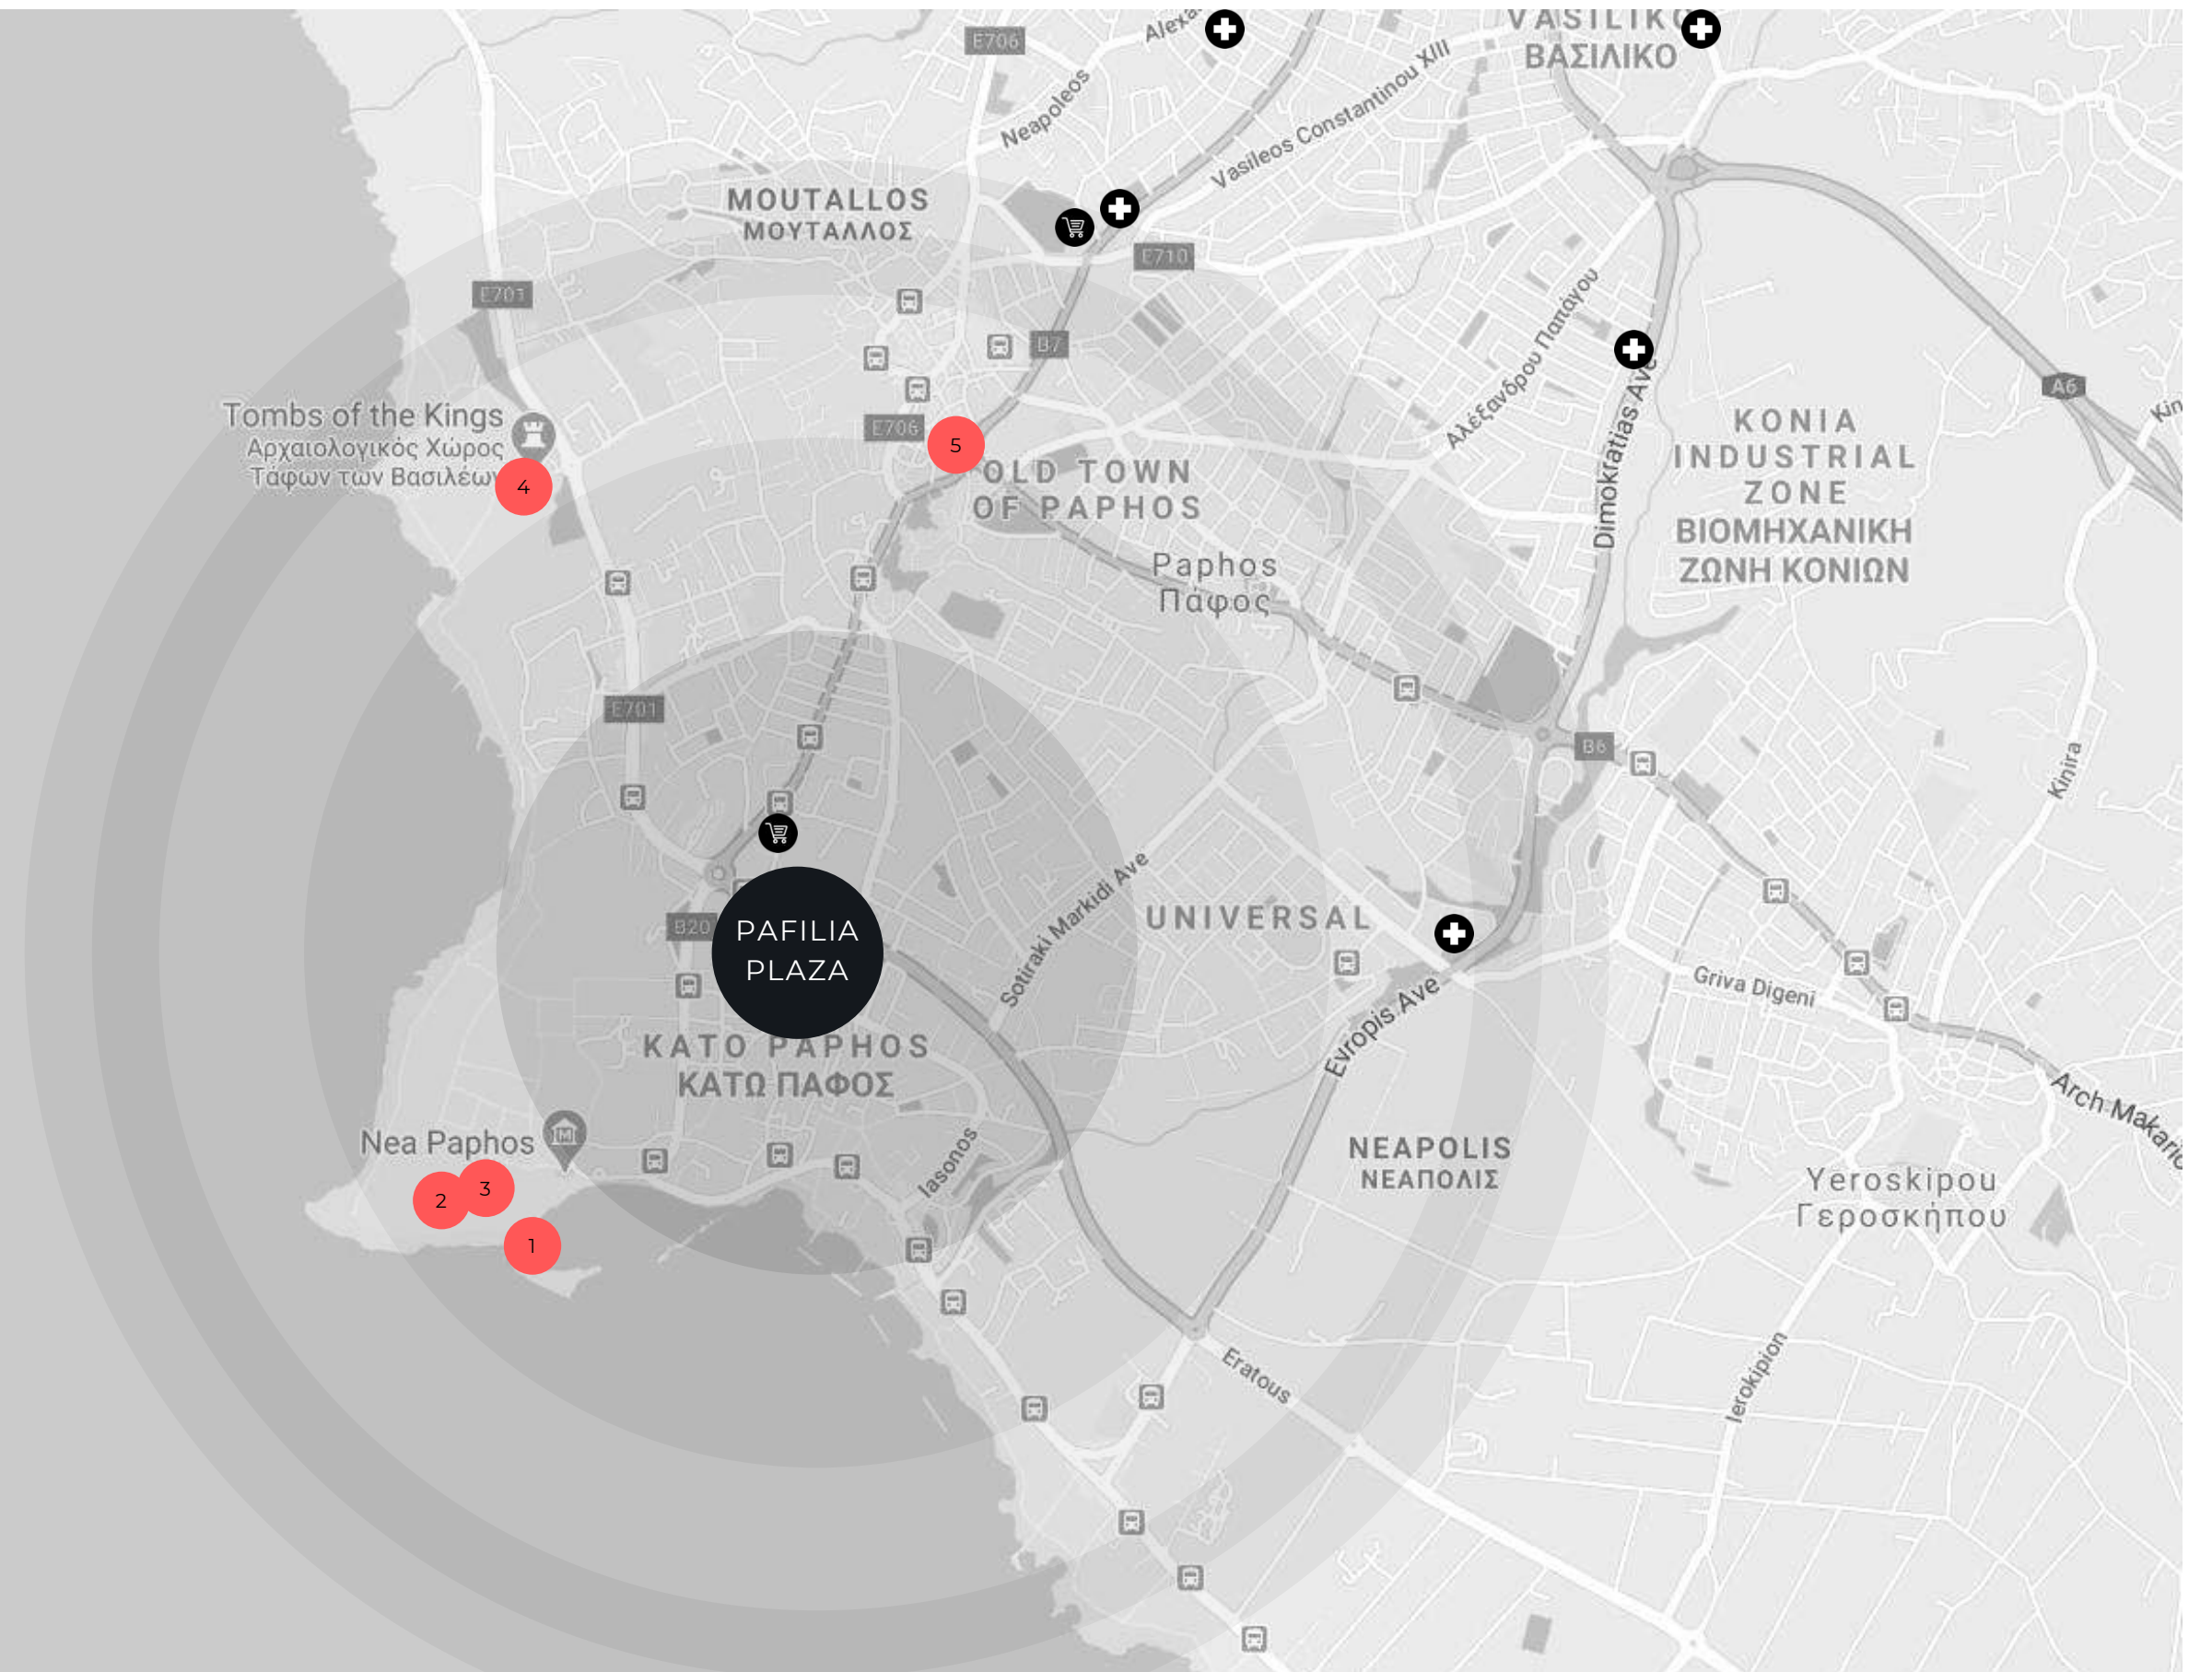 E706
Neapoleos
Vasileos Constantinou XIII
ΒΑΣΙΛΙΚΟ
MOUTALLOS
ΜΟΥΤΑΛΛΟΣ
E710
E701
B7
Αλέξανδρου Παπάγου
Dimokratias Ave
A6
Tombs of the Kings
Αρχαιολογικός Χώρος
Τάφων των Βασιλέων
4
E706
5
OLD TOWN
OF PAPHOS
KONIA
INDUSTRIAL
ZONE
ΒΙΟΜΗΧΑΝΙΚΗ
ΖΩΝΗ ΚΟΝΙΩΝ
Paphos
Πάφος
E701
B6
Kinira
B20
PAFILIA
PLAZA
Sotiraki Markidi Ave
UNIVERSAL
Griva Digeni
Evropis Ave
KATO PAPHOS
ΚΑΤΩ ΠΑΦΟΣ
Arch Makario
Nea Paphos
Iasonos
NEAPOLIS
ΝΕΑΠΟΛΙΣ
Yeroskipou
Γεροσκήπου
2
3
1
Eratous
Ierokipion